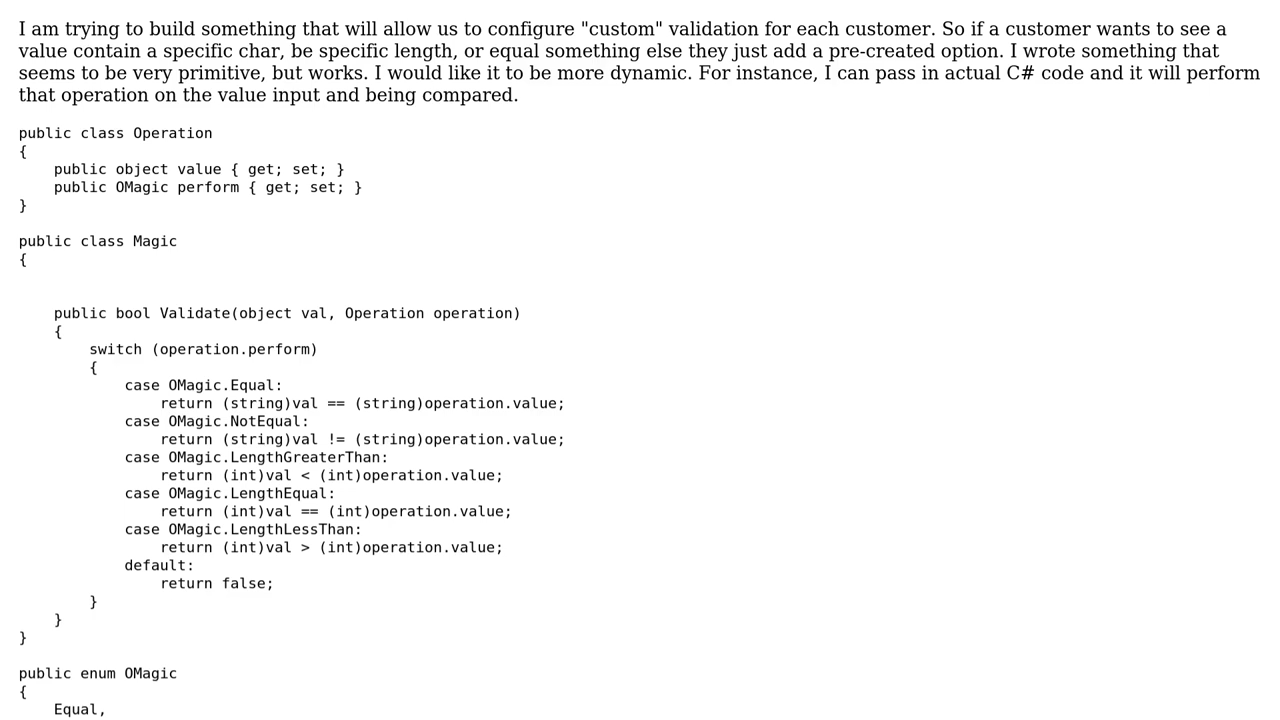 I am trying to build something that will allow us to configure "custom" validation for each customer. So if a customer wants to see a
value contain a specific char, be specific length, or equal something else they just add a pre-created option. I wrote something that
seems to be very primitive, but works. I would like it to be more dynamic. For instance, I can pass in actual C# code and it will perform
that operation on the value input and being compared.
public class Operation
{
    public object value { get; set; }
    public OMagic perform { get; set; }
}
public class Magic
{
    public bool Validate(object val, Operation operation)
    {
        switch (operation.perform)
        {
            case OMagic.Equal:
                return (string)val == (string)operation.value;
            case OMagic.NotEqual:
                return (string)val != (string)operation.value;
            case OMagic.LengthGreaterThan:
                return (int)val < (int)operation.value;
            case OMagic.LengthEqual:
                return (int)val == (int)operation.value;
            case OMagic.LengthLessThan:
                return (int)val > (int)operation.value;
            default:
                return false;
        }
    }
}
public enum OMagic
{
    Equal,